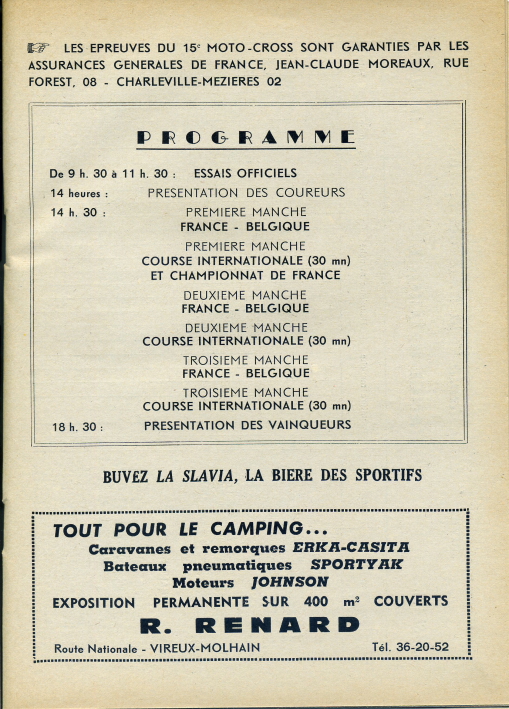 LES EPREUVES DU 15e MOTO-CROSS SONT GARANTIES PAR LES
ASSURANCES GENERALES DE FRANCE, JEAN-CLAUDE MOREAUX, RUE
FOREST, 08 - CHARLEVILLE-MEZIERES 02
PROGRAMME
De 9 h. 30 à 11 h. 30 : ESSAIS OFFICIELS
14 heures : PRESENTATION DES COUREURS
14 h. 30 : PREMIERE MANCHE
FRANCE - BELGIQUE
PREMIERE MANCHE
COURSE INTERNATIONALE (30 mn)
ET CHAMPIONNAT DE FRANCE
DEUXIEME MANCHE
FRANCE - BELGIQUE
DEUXIEME MANCHE
COURSE INTERNATIONALE (30 mn)
TROISIEME MANCHE
FRANCE - BELGIQUE
TROISIEME MANCHE
COURSE INTERNATIONALE (30 mn)
18 h. 30 : PRESENTATION DES VAINQUEURS
BUVEZ LA SLAVIA, LA BIERE DES SPORTIFS
TOUT POUR LE CAMPING...
Caravanes et remorques ERKA-CASITA
Bateaux pneumatiques SPORTYAK
Moteurs JOHNSON
EXPOSITION PERMANENTE SUR 400 m² COUVERTS
R. RENARD
Route Nationale - VIREUX-MOLHAIN Tél. 36-20-52